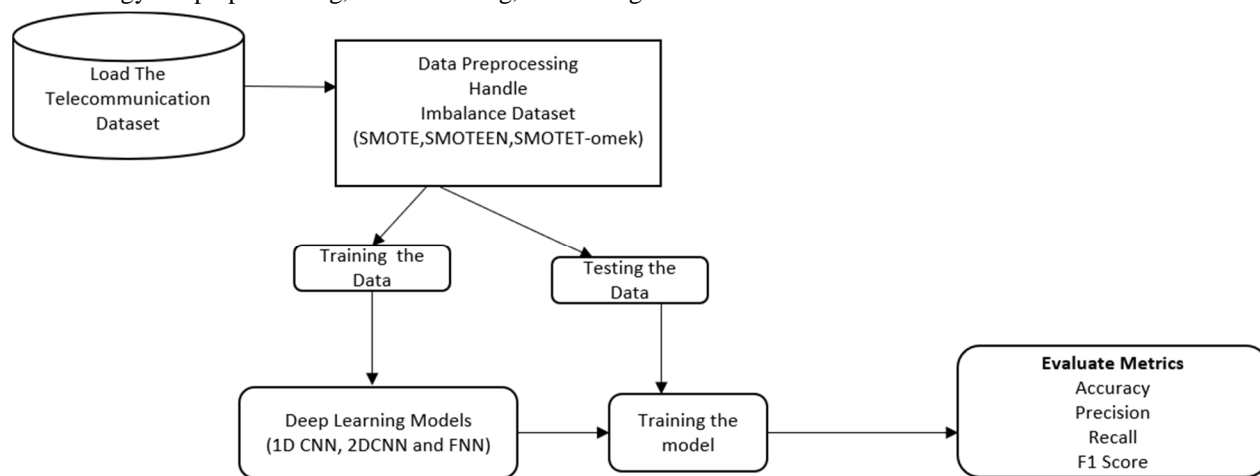 Load The
Telecommunication
Dataset
Data Preprocessing
Handle
Imbalance Dataset
(SMOTE,SMOTEEN,SMOTET-omek)
Training the
Data
Testing the
Data
Deep Learning Models
(1D CNN, 2DCNN and FNN)
Training the
model
Evaluate Metrics
Accuracy
Precision
Recall
F1 Score